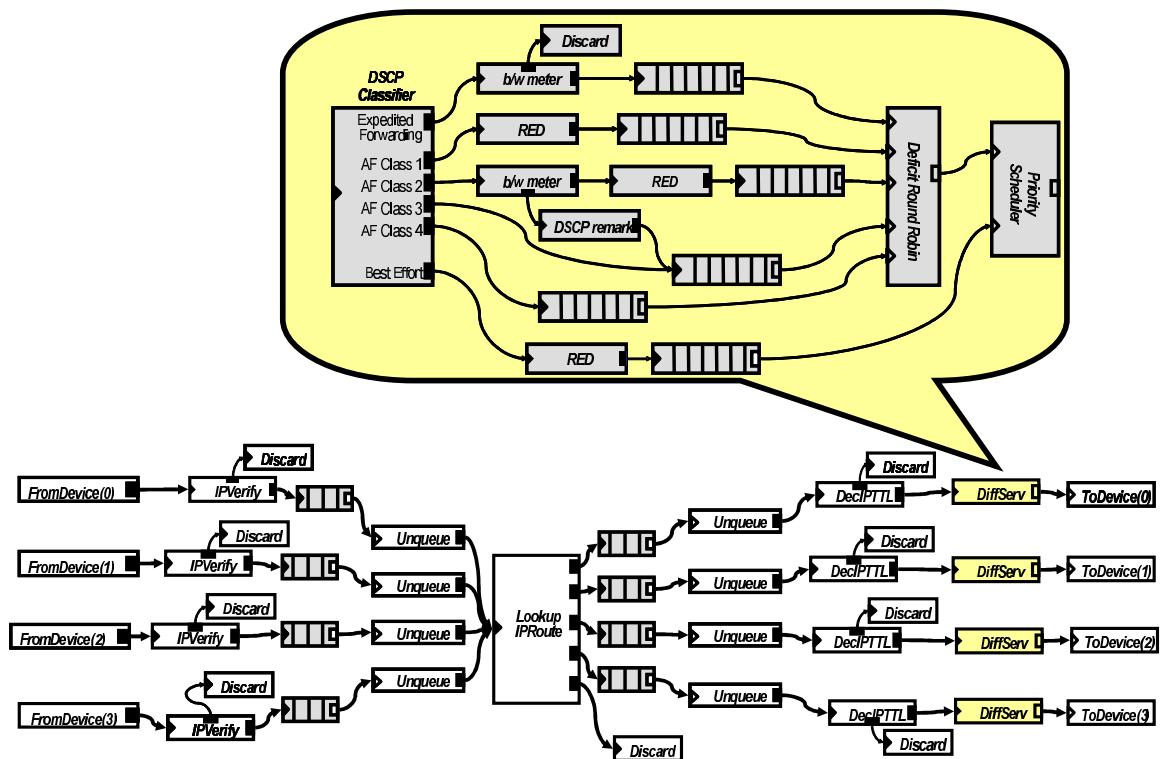 Discard
DSCP
Classifier
b/w meter
Expedited
Forwarding
RED
AF Class 1
AF Class 2
b/w meter
RED
AF Class 3
AF Class 4
DSCP remark
Best Effort
RED
Deficit Round Robin
Priority
Scheduler
Discard
FromDevice(0)
IPVerify
Unqueue
Discard
FromDevice(1)
IPVerify
Unqueue
Discard
FromDevice(2)
IPVerify
Unqueue
Discard
FromDevice(3)
IPVerify
Unqueue
Lookup
IPRoute
Discard
Unqueue
DecIPTTL
Discard
DiffServ
ToDevice(0)
Unqueue
DecIPTTL
Discard
DiffServ
ToDevice(1)
Unqueue
DecIPTTL
Discard
DiffServ
ToDevice(2)
Unqueue
DecIPTTL
Discard
DiffServ
ToDevice(3)